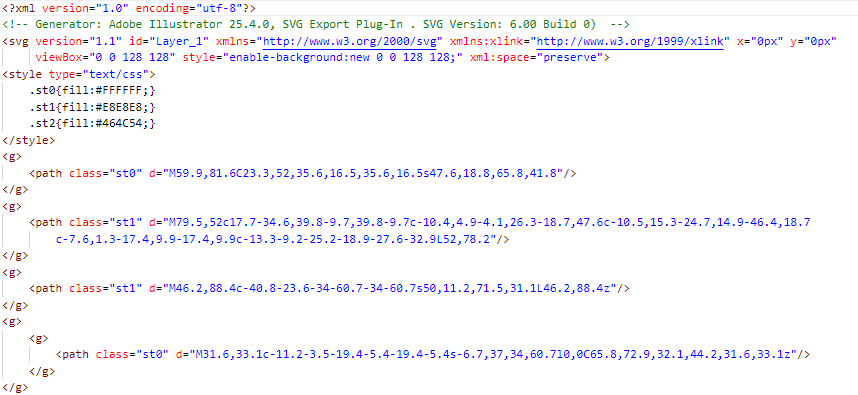 <?xml version="1.0" encoding="utf-8"?>
<!-- Generator: Adobe Illustrator 25.4.0, SVG Export Plug-In . SVG Version: 6.00 Build 0)  -->
<svg version="1.1" id="Layer_1" xmlns="http://www.w3.org/2000/svg" xmlns:xlink="http://www.w3.org/1999/xlink" x="0px" y="0px"
viewBox="0 0 128 128" style="enable-background:new 0 0 128 128;" xml:space="preserve">
<style type="text/css">
.st0{fill:#FFFFFF;}
.st1{fill:#E8E8E8;}
.st2{fill:#464C54;}
</style>
<g>
<path class="st0" d="M59.9,81.6C23.3,52,35.6,16.5,35.6,16.5s47.6,18.8,65.8,41.8"/>
</g>
<g>
<path class="st1" d="M79.5,52c17.7-34.6,39.8-9.7,39.8-9.7c-10.4,4.9-4.1,26.3-18.7,47.6c-10.5,15.3-24.7,14.9-46.4,18.7
c-7.6,1.3-17.4,9.9-17.4,9.9c-13.3-9.2-25.2-18.9-27.6-32.9L52,78.2"/>
</g>
<g>
<path class="st1" d="M46.2,88.4c-40.8-23.6-34-60.7-34-60.7s50,11.2,71.5,31.1L46.2,88.4z"/>
</g>
<g>
<g>
<path class="st0" d="M31.6,33.1c-11.2-3.5-19.4-5.4-19.4-5.4s-6.7,37,34,60.7l0,0C65.8,72.9,32.1,44.2,31.6,33.1z"/>
</g>
</g>